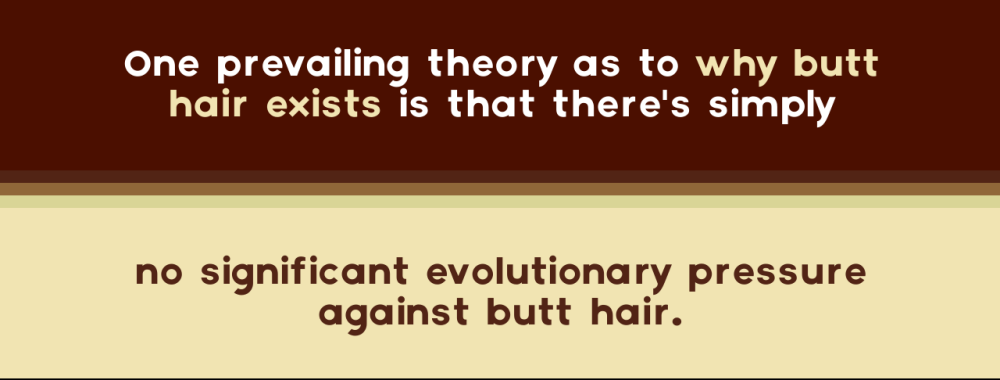 One prevailing theory as to why butt
hair exists is that there's simply
no significant evolutionary pressure
against butt hair.